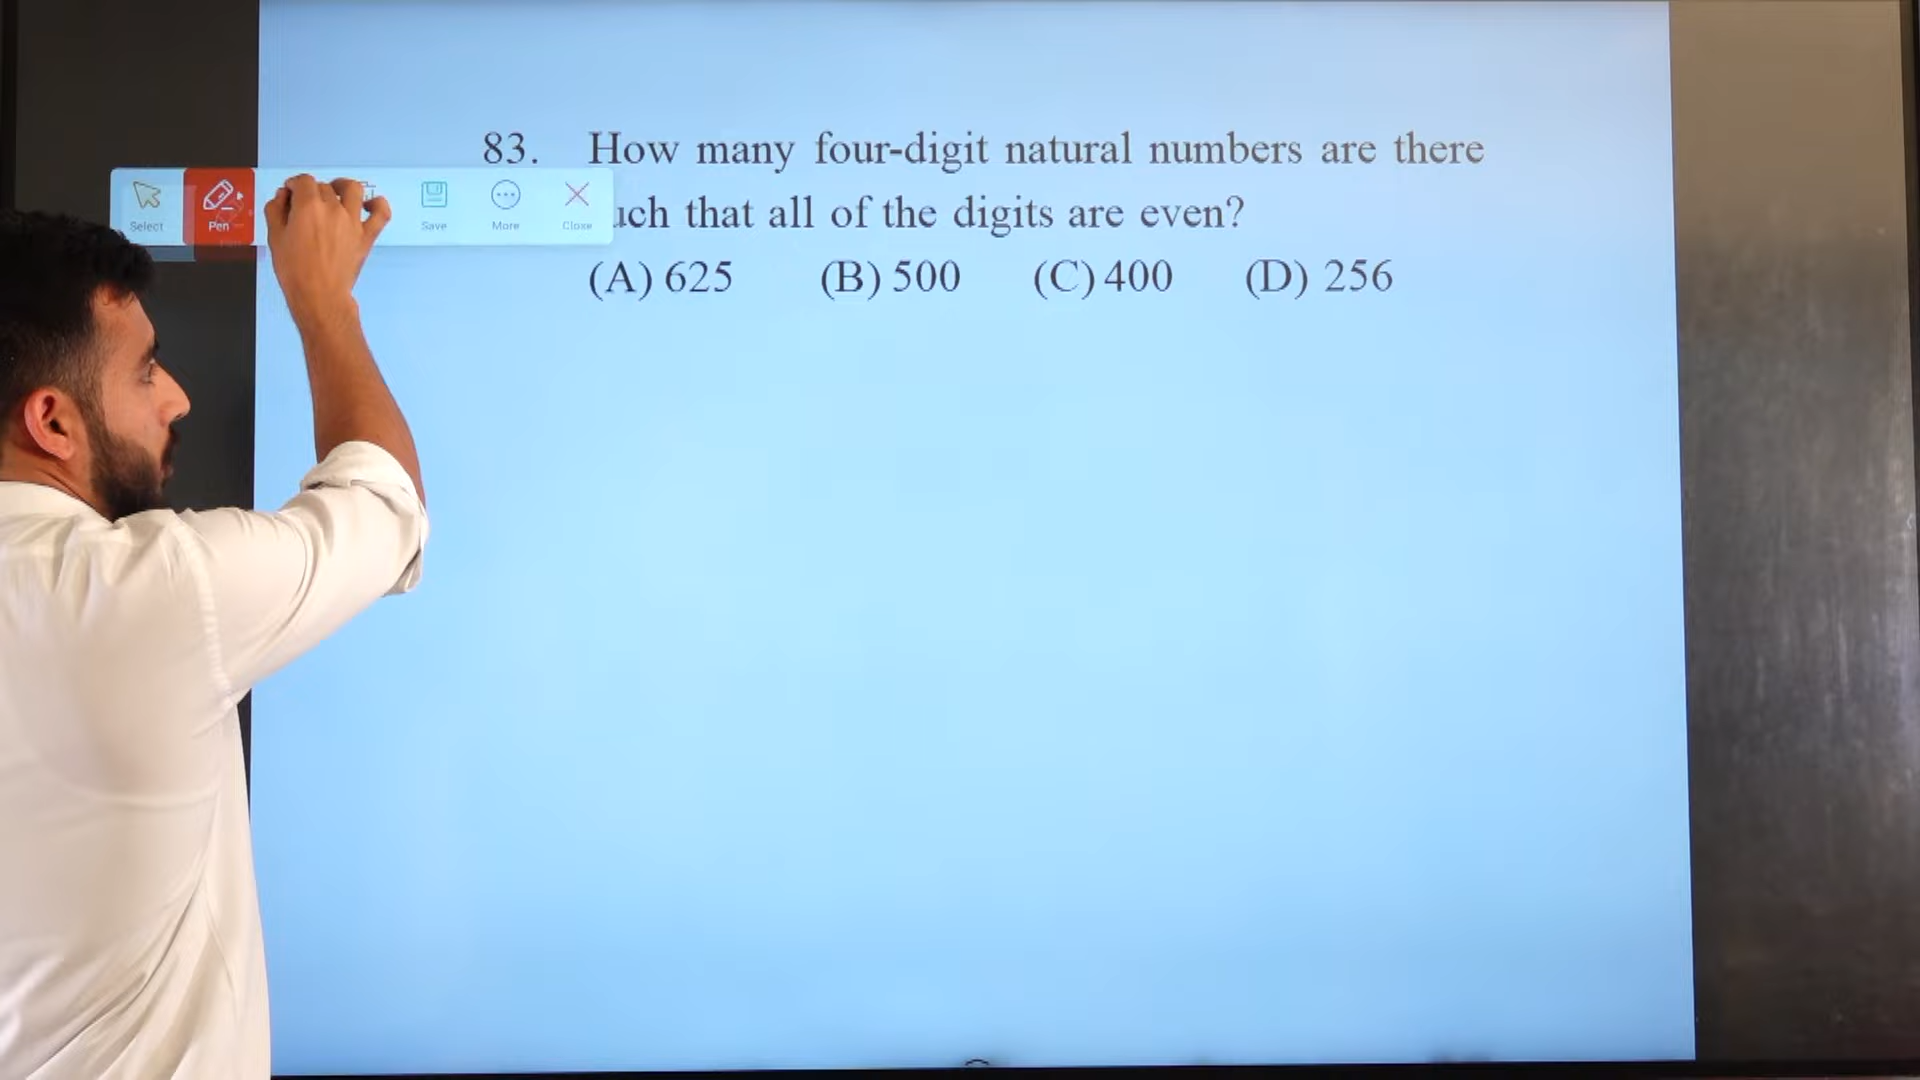 83. How many four-digit natural numbers are there
uch that all of the digits are even?
(A) 625 (B) 500 (C) 400 (D) 256
Select
Pen
Save
More
Close